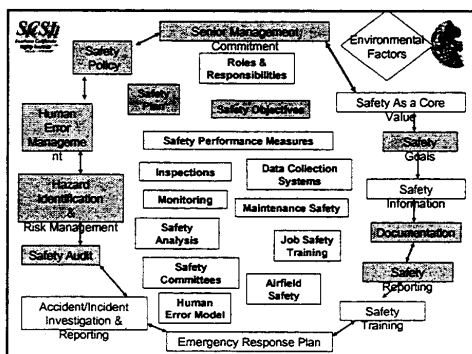 Senior Management
Commitment
Environmental
Factors
Safety
Policy
Roles &
Responsibilities
Safety
Plan
Safety Objectives
Safety As a Core
Value
Human
Error
Manageme
nt
Safety Performance Measures
Safety
Goals
Inspections
Data Collection
Systems
Hazard
Identification
&
Risk Management
Monitoring
Maintenance Safety
Safety
Information
Safety
Analysis
Job Safety
Training
Documentation
Safety Audit
Safety
Committees
Airfield
Safety
Safety
Reporting
Accident/Incident
Investigation &
Reporting
Human
Error Model
Safety
Training
Emergency Response Plan